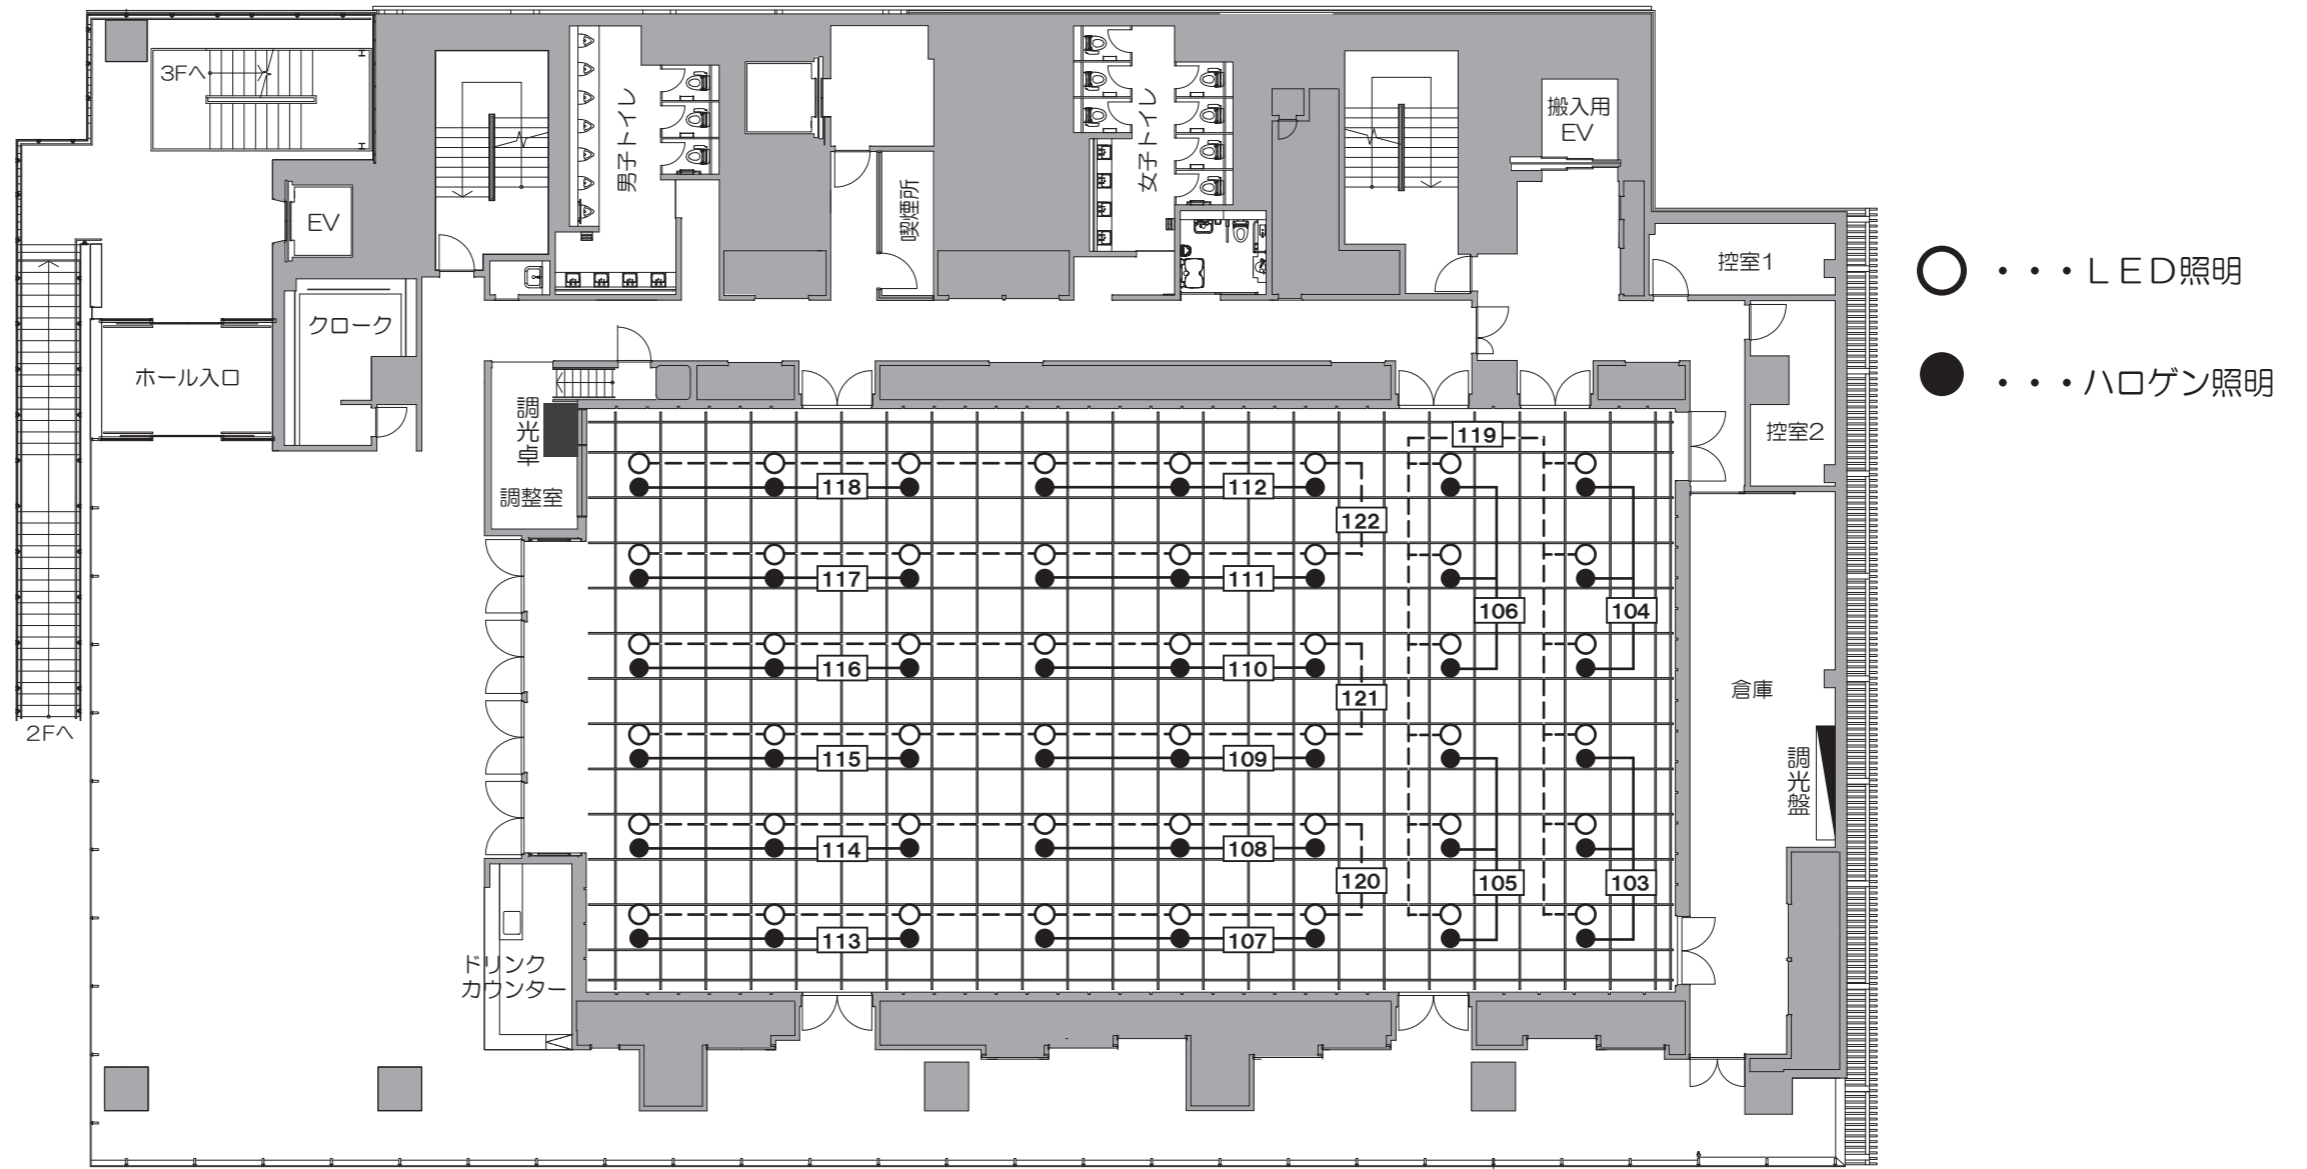 3Fへ
EV
男子トイレ
喫煙所
女子トイレ
搬入用
EV
控室1
・・・LED照明
・・・ハロゲン照明
クローク
ホール入口
調光卓
調整室
控室2
119
118
112
122
117
111
106
104
116
110
121
倉庫
2Fへ
115
109
調光盤
114
108
120
105
103
113
107
ドリンク
カウンター